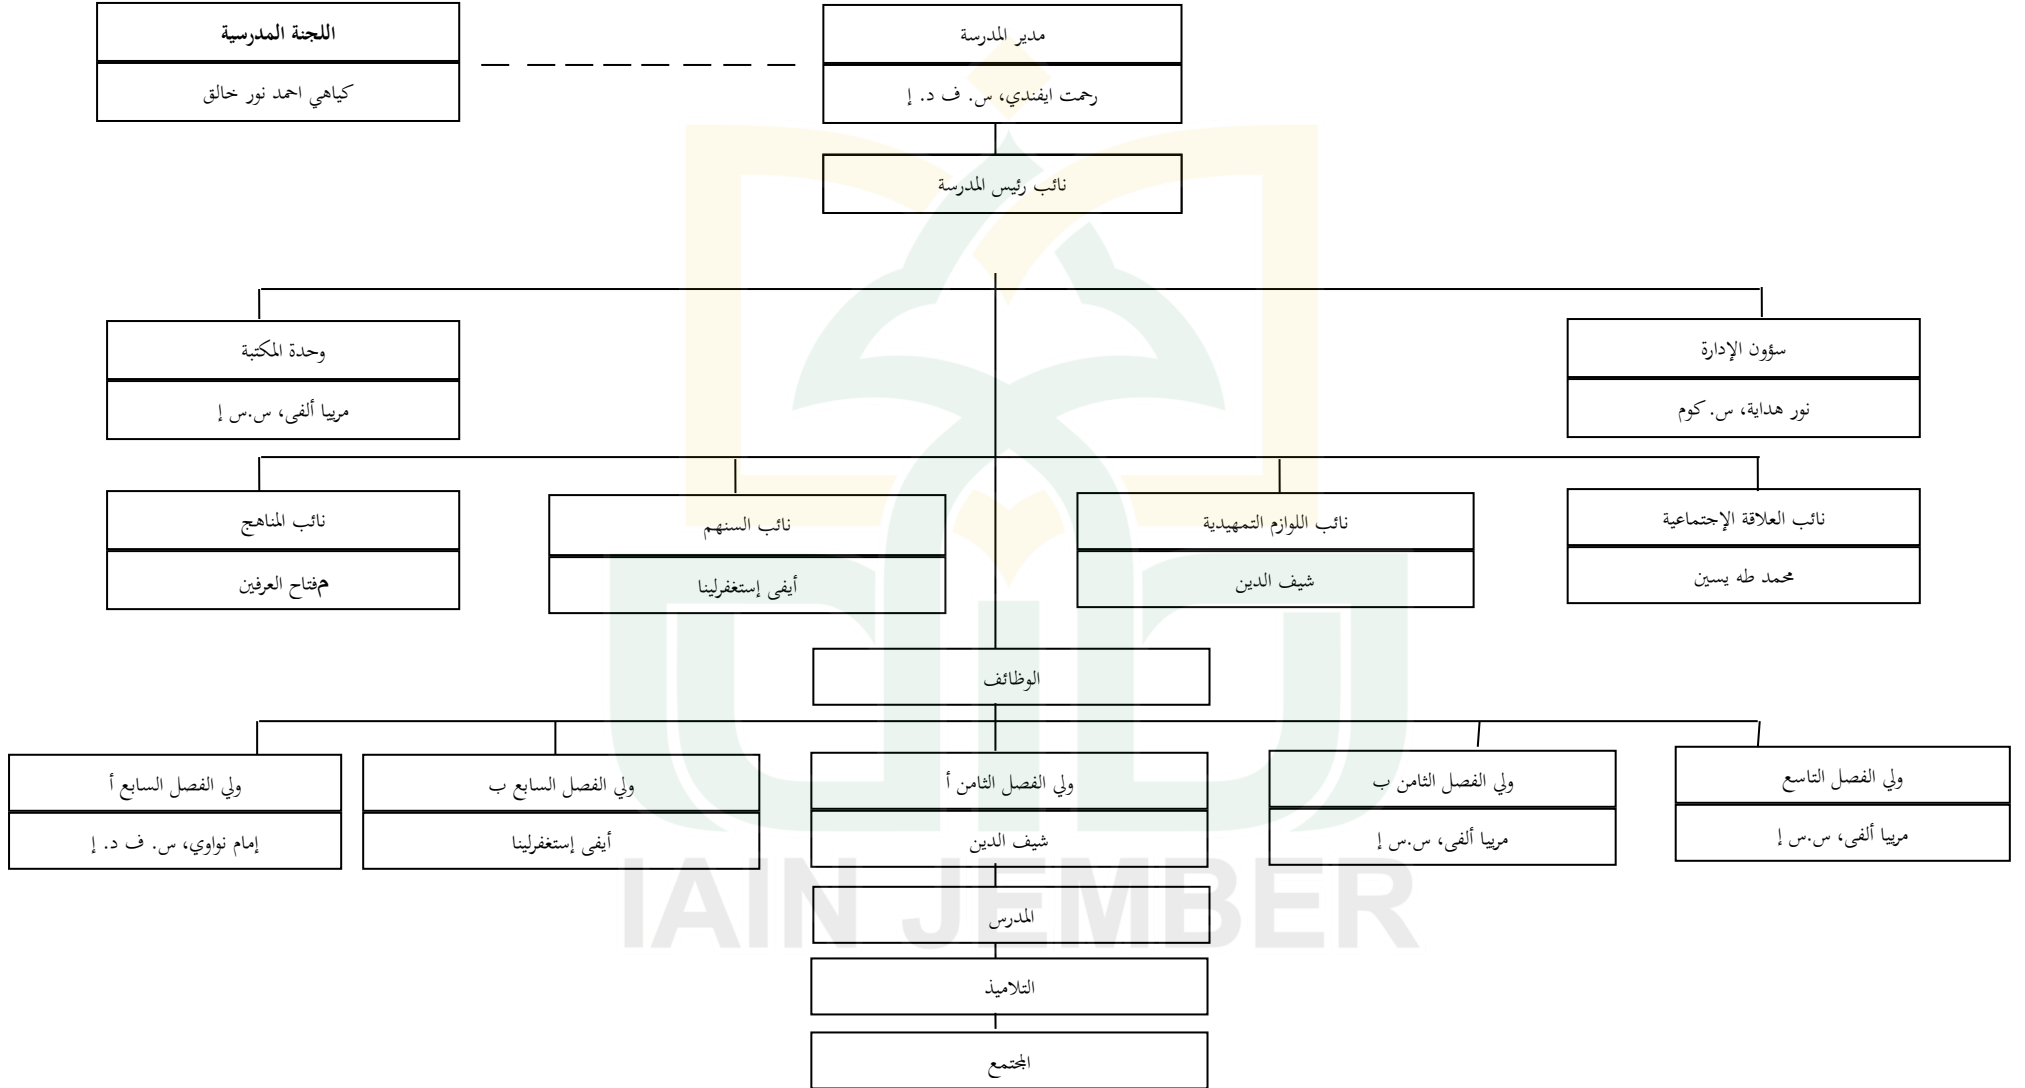 اللجنة المدرسية
كياهي احمد نور خالق
مدير المدرسة
رحمت ايفندي، س. ف د. إ
نائب رئيس المدرسة
سؤون الإدارة
نور هداية، س. كوم
وحدة المكتبة
مرييا ألفى، س.س إ
نائب العلاقة الإجتماعية
محمد طه يسين
نائب اللوازم التمهيدية
شيف الدين
نائب السنهم
أيفى إستغفرلينا
نائب المناهج
مفتاح العرفين
الوظائف
ولي الفصل التاسع
مرييا ألفى، س.س إ
ولي الفصل الثامن ب
مرييا ألفى، س.س إ
ولي الفصل الثامن أ
شيف الدين
ولي الفصل السابع ب
أيفى إستغفرلينا
ولي الفصل السابع أ
إمام نواوي، س. ف د. إ
المدرس
التلاميذ
المجتمع
IAIN JEMBER